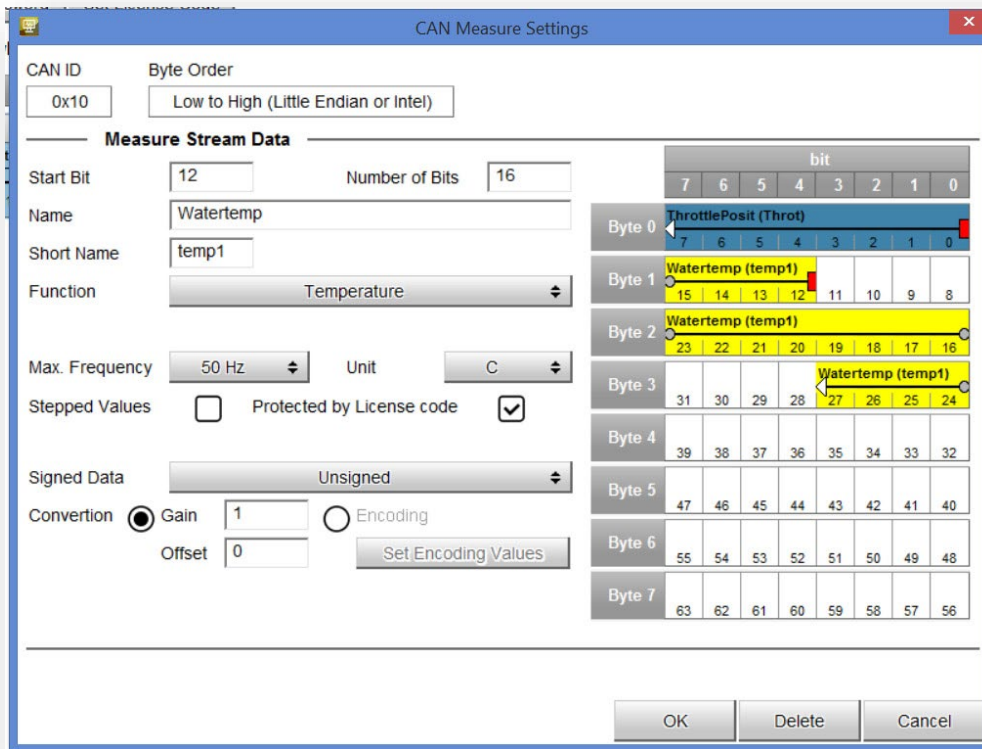 CAN Measure Settings
CAN ID Byte Order
0x10 Low to High (Little Endian or Intel)
Measure Stream Data
Start Bit 12 Number of Bits 16
Name Watertemp
Short Name temp1
Function Temperature
Max. Frequency 50 Hz Unit C
Stepped Values Protected by License code
Signed Data Unsigned
Convertion Gain 1 Encoding
Offset 0 Set Encoding Values
bit
7 6 5 4 3 2 1 0
Byte 0 ThrottlePosit (Throt)
7 6 5 4 3 2 1 0
Byte 1 Watertemp (temp1)
15 14 13 12 11 10 9 8
Byte 2 Watertemp (temp1)
23 22 21 20 19 18 17 16
Byte 3 Watertemp (temp1)
31 30 29 28 27 26 25 24
Byte 4
39 38 37 36 35 34 33 32
Byte 5
47 46 45 44 43 42 41 40
Byte 6
55 54 53 52 51 50 49 48
Byte 7
63 62 61 60 59 58 57 56
OK Delete Cancel